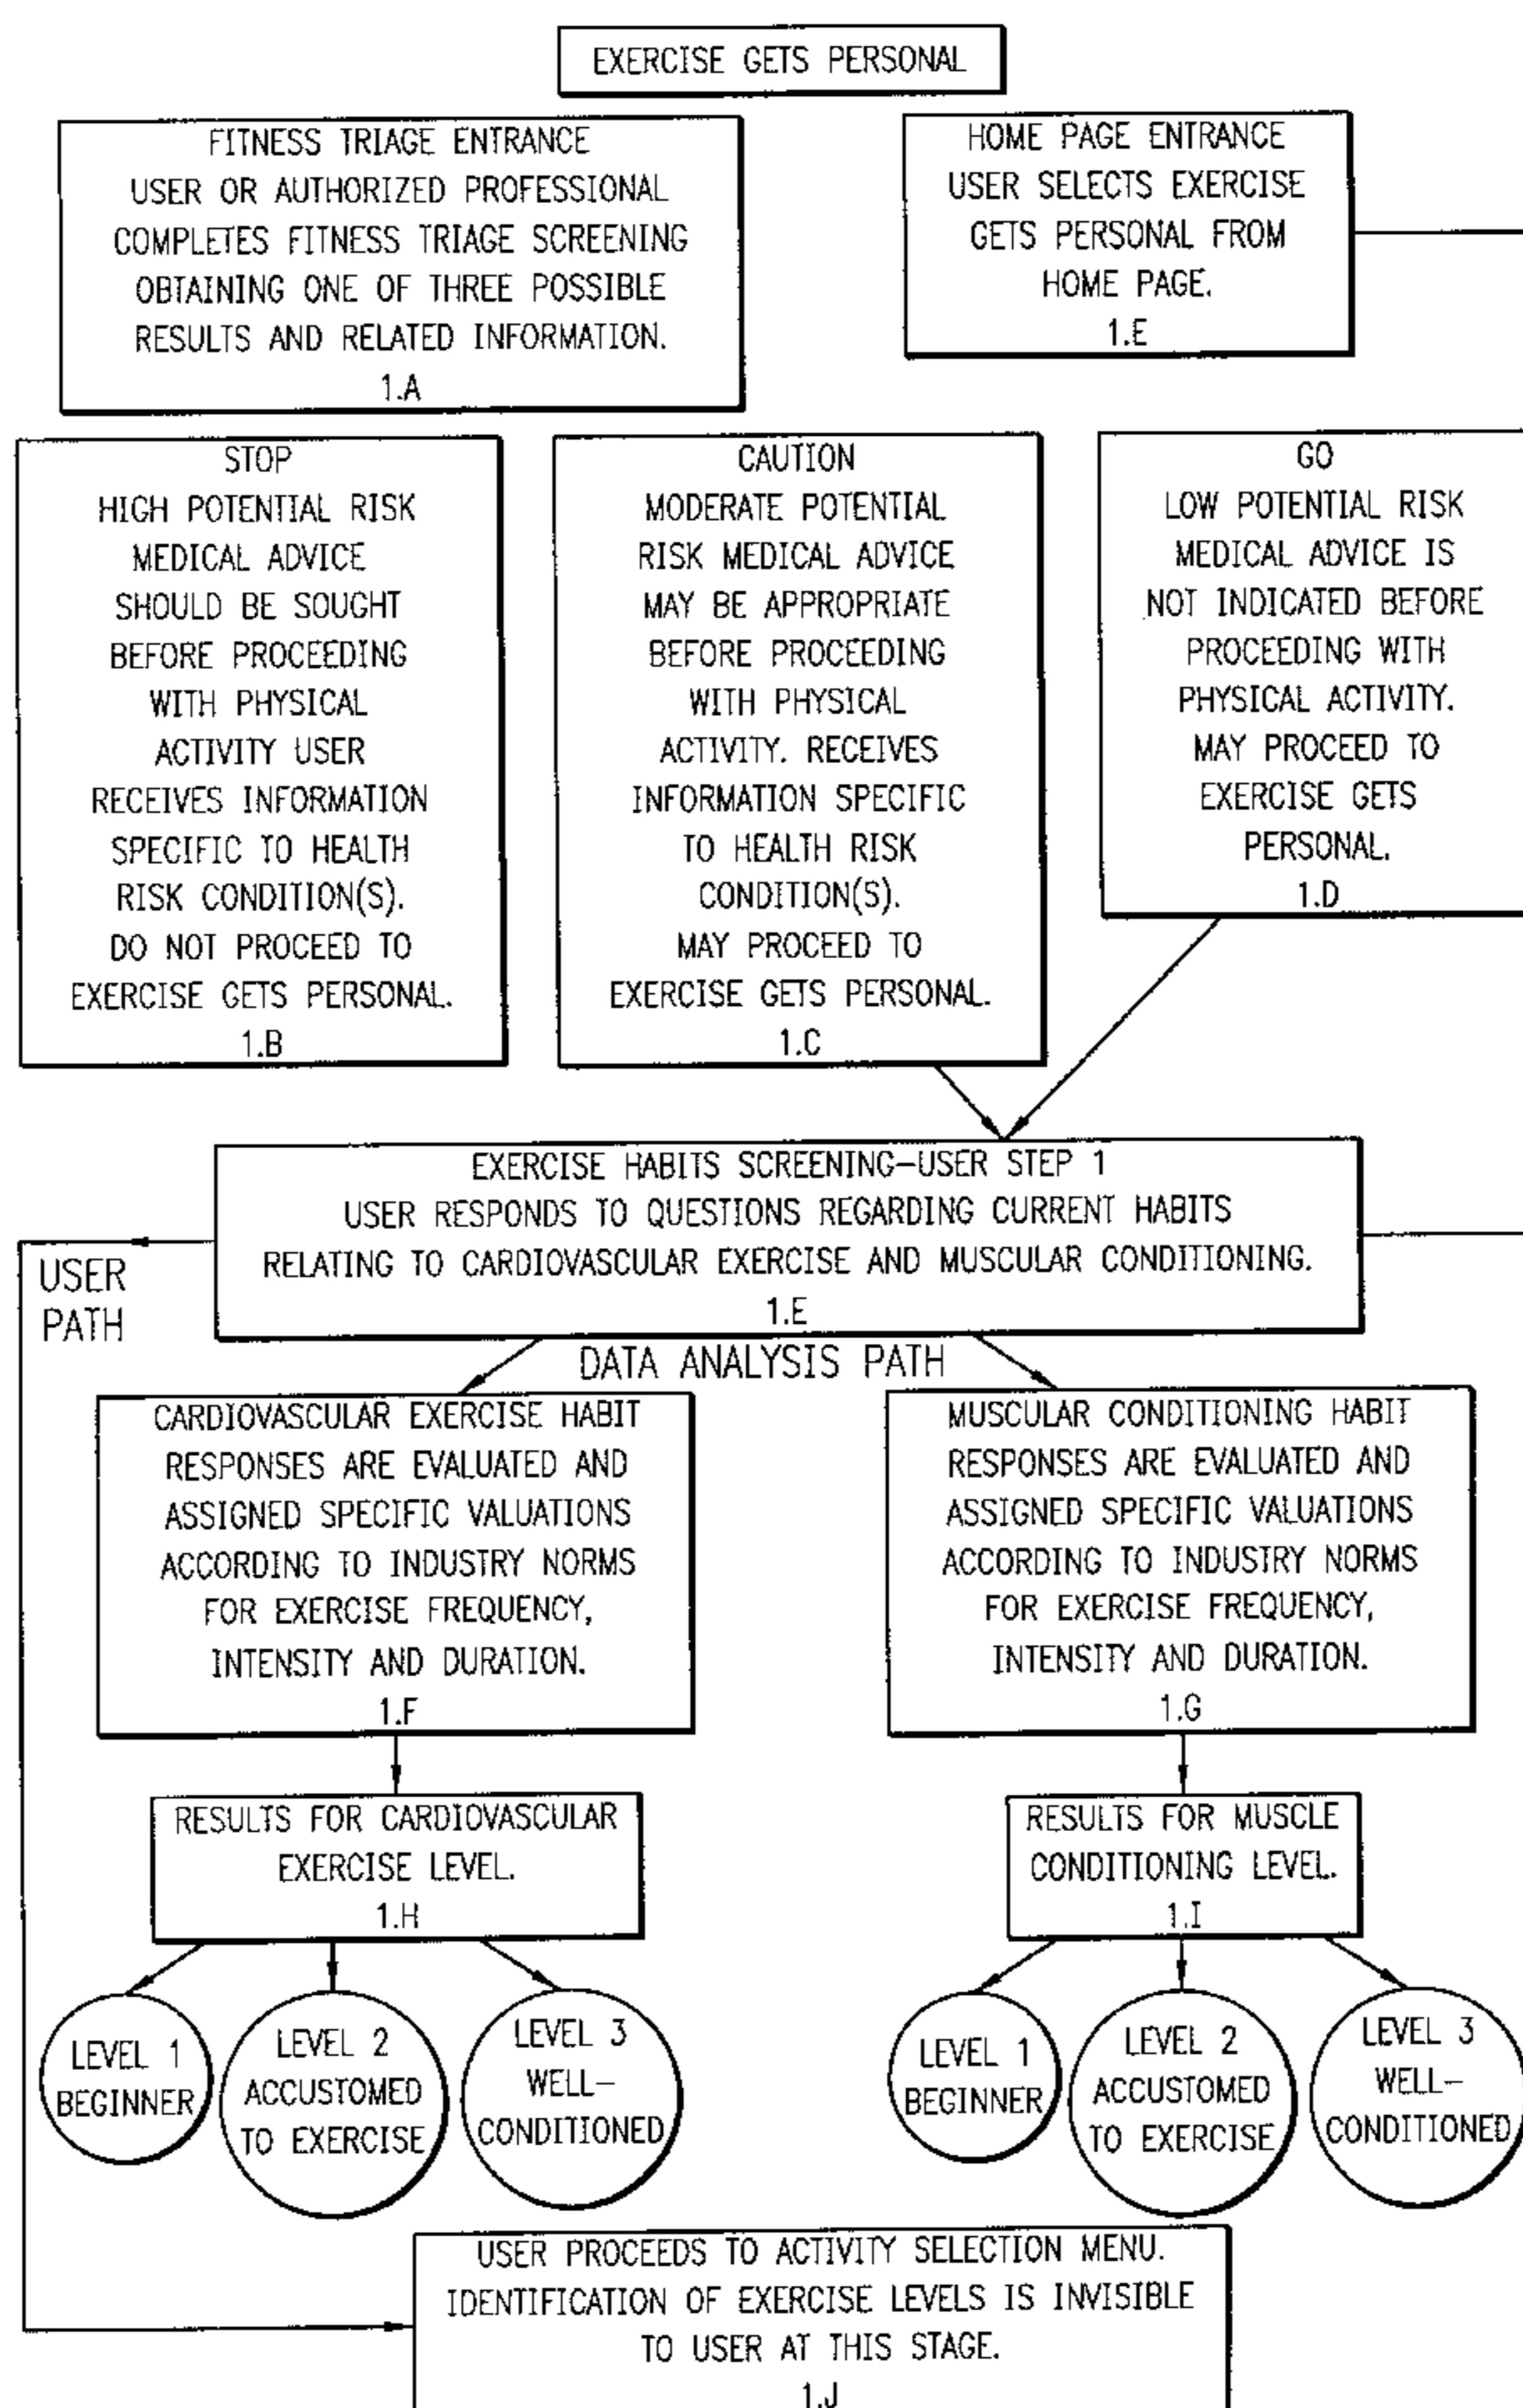 EXERCISE GETS PERSONAL
FITNESS TRIAGE ENTRANCE
USER OR AUTHORIZED PROFESSIONAL
COMPLETES FITNESS TRIAGE SCREENING
OBTAINING ONE OF THREE POSSIBLE
RESULTS AND RELATED INFORMATION.
1.A
HOME PAGE ENTRANCE
USER SELECTS EXERCISE
GETS PERSONAL FROM
HOME PAGE.
1.E
STOP
HIGH POTENTIAL RISK
MEDICAL ADVICE
SHOULD BE SOUGHT
BEFORE PROCEEDING
WITH PHYSICAL
ACTIVITY USER
RECEIVES INFORMATION
SPECIFIC TO HEALTH
RISK CONDITION(S).
DO NOT PROCEED TO
EXERCISE GETS PERSONAL.
1.B
CAUTION
MODERATE POTENTIAL
RISK MEDICAL ADVICE
MAY BE APPROPRIATE
BEFORE PROCEEDING
WITH PHYSICAL
ACTIVITY. RECEIVES
INFORMATION SPECIFIC
TO HEALTH RISK
CONDITION(S).
MAY PROCEED TO
EXERCISE GETS PERSONAL.
1.C
GO
LOW POTENTIAL RISK
MEDICAL ADVICE IS
NOT INDICATED BEFORE
PROCEEDING WITH
PHYSICAL ACTIVITY.
MAY PROCEED TO
EXERCISE GETS
PERSONAL.
1.D
EXERCISE HABITS SCREENING-USER STEP 1
USER RESPONDS TO QUESTIONS REGARDING CURRENT HABITS
RELATING TO CARDIOVASCULAR EXERCISE AND MUSCULAR CONDITIONING.
1.E
USER
PATH
DATA ANALYSIS PATH
CARDIOVASCULAR EXERCISE HABIT
RESPONSES ARE EVALUATED AND
ASSIGNED SPECIFIC VALUATIONS
ACCORDING TO INDUSTRY NORMS
FOR EXERCISE FREQUENCY,
INTENSITY AND DURATION.
1.F
MUSCULAR CONDITIONING HABIT
RESPONSES ARE EVALUATED AND
ASSIGNED SPECIFIC VALUATIONS
ACCORDING TO INDUSTRY NORMS
FOR EXERCISE FREQUENCY,
INTENSITY AND DURATION.
1.G
RESULTS FOR CARDIOVASCULAR
EXERCISE LEVEL.
1.H
RESULTS FOR MUSCLE
CONDITIONING LEVEL.
1.I
LEVEL 1
BEGINNER
LEVEL 2
ACCUSTOMED
TO EXERCISE
LEVEL 3
WELL-
CONDITIONED
LEVEL 1
BEGINNER
LEVEL 2
ACCUSTOMED
TO EXERCISE
LEVEL 3
WELL-
CONDITIONED
USER PROCEEDS TO ACTIVITY SELECTION MENU.
IDENTIFICATION OF EXERCISE LEVELS IS INVISIBLE
TO USER AT THIS STAGE.
1.J